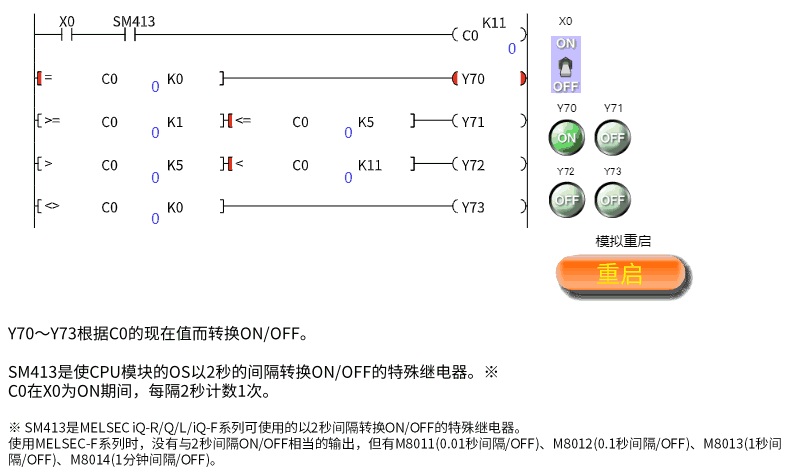 X0 SM413 K11 C0 0
X0
ON
OFF
= C0 0 K0 Y70
Y70 Y71
ON OFF
>= C0 0 K1 <= C0 0 K5 Y71
> C0 0 K5 < C0 0 K11 Y72
Y72 Y73
OFF OFF
<> C0 0 K0 Y73
模拟重启
重启
Y70～Y73根据C0的现在值而转换ON/OFF。
SM413是使CPU模块的OS以2秒的间隔转换ON/OFF的特殊继电器。※
C0在X0为ON期间，每隔2秒计数1次。
※ SM413是MELSEC iQ-R/Q/L/iQ-F系列可使用的以2秒间隔转换ON/OFF的特殊继电器。
使用MELSEC-F系列时，没有与2秒间隔ON/OFF相当的输出，但有M8011(0.01秒间隔/OFF)、M8012(0.1秒间隔/OFF)、M8013(1秒间
隔/OFF)、M8014(1分钟间隔/OFF)。